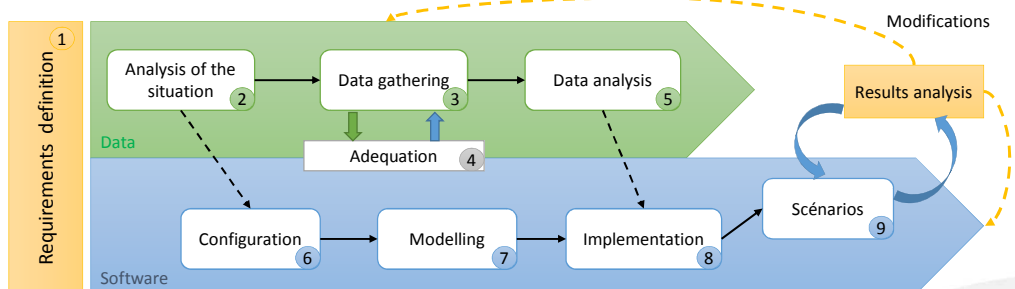 Requirements definition
1
Modifications
Analysis of the
situation
2
Data gathering
3
Data analysis
5
Results analysis
Data
Adequation
4
Configuration
6
Modelling
7
Implementation
8
Scénarios
9
Software